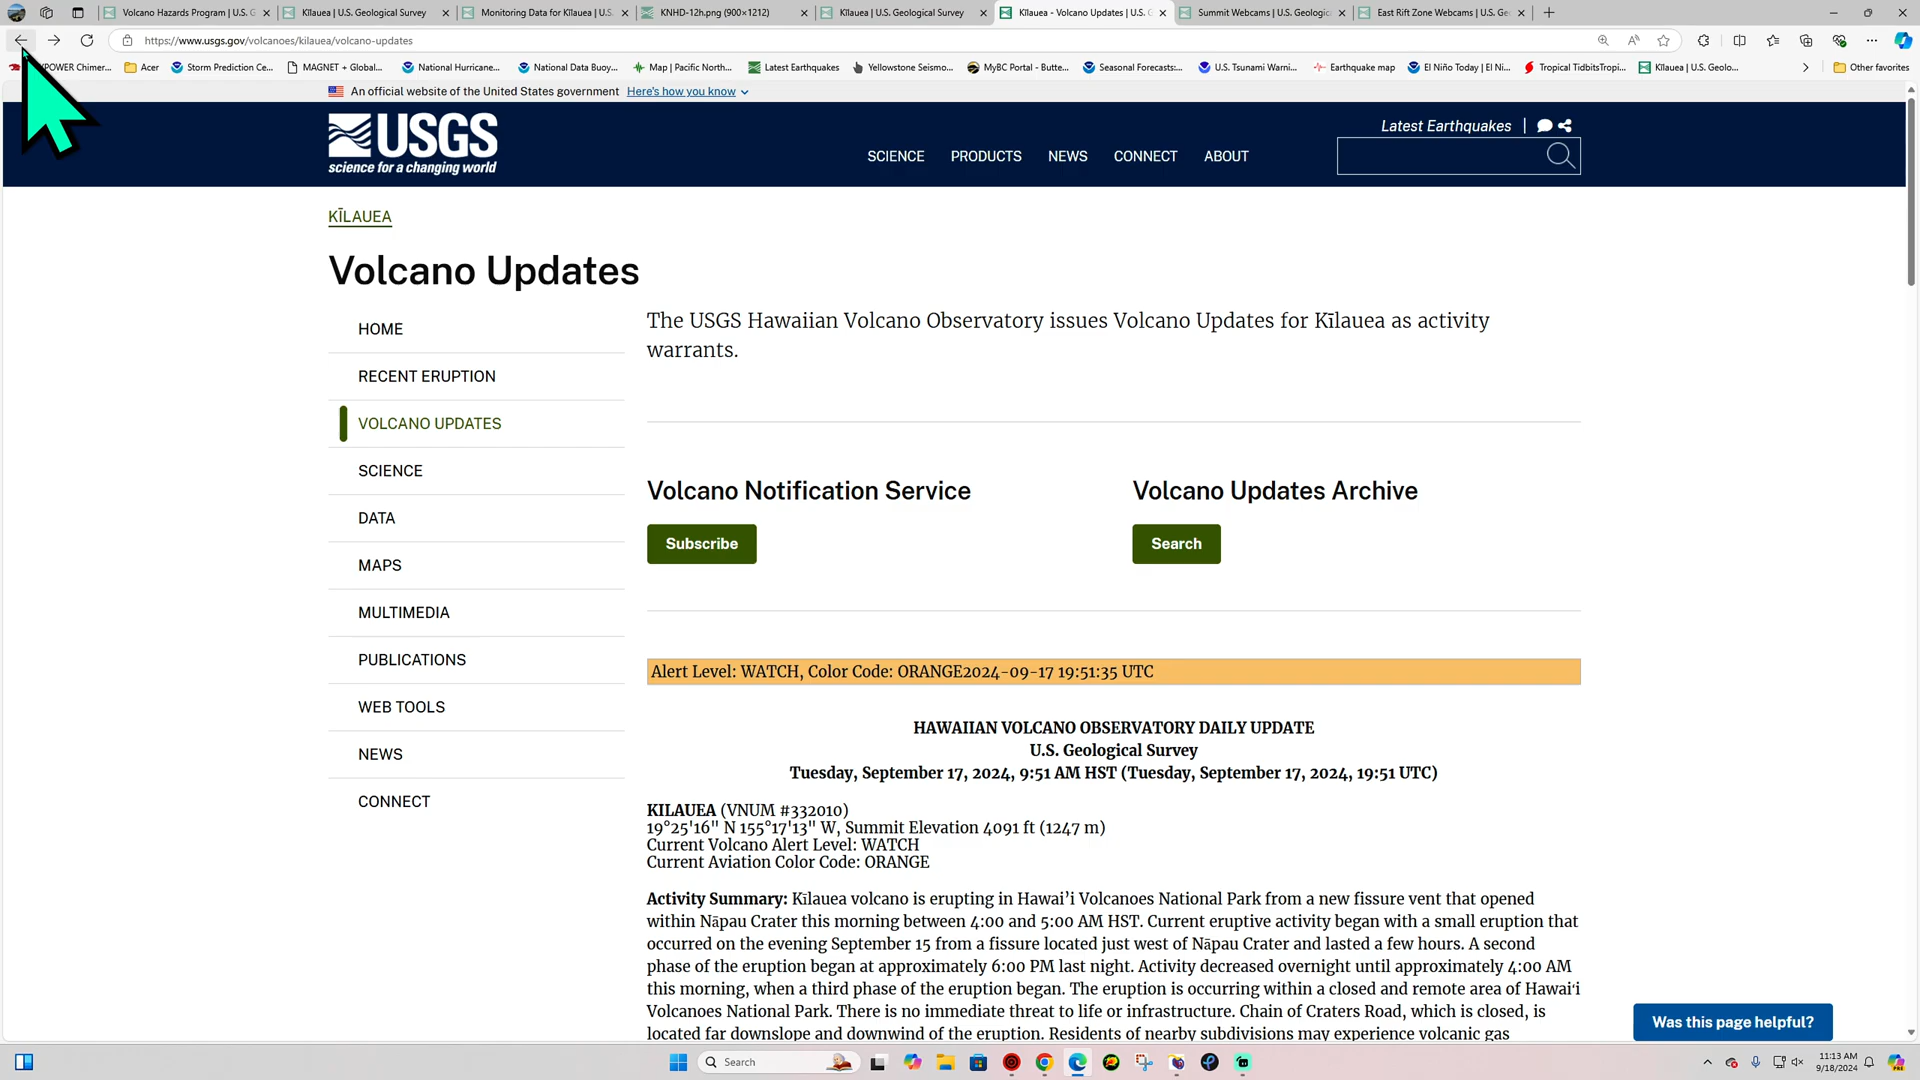 Volcano Hazards Program | U.S. G
Kīlauea | U.S. Geological Survey
Monitoring Data for Kīlauea | U.S.
KNHD-12h.png (900×1212)
Kīlauea | U.S. Geological Survey
Kīlauea - Volcano Updates | U.S. G
Summit Webcams | U.S. Geologic
East Rift Zone Webcams | U.S. Ge
https://www.usgs.gov/volcanoes/kilauea/volcano-updates
POWER Chimer...
Acer
Storm Prediction Ce...
MAGNET + Global...
National Hurricane...
National Data Buoy...
Map | Pacific North...
Latest Earthquakes
Yellowstone Seismo...
MyBC Portal - Butte...
Seasonal Forecasts:...
U.S. Tsunami Warni...
Earthquake map
El Niño Today | El Ni...
Tropical TidbitsTropi...
Kīlauea | U.S. Geolo...
Other favorites
An official website of the United States government Here's how you know
USGS
science for a changing world
Latest Earthquakes
SCIENCE PRODUCTS NEWS CONNECT ABOUT
KĪLAUEA
Volcano Updates
HOME
RECENT ERUPTION
VOLCANO UPDATES
SCIENCE
DATA
MAPS
MULTIMEDIA
PUBLICATIONS
WEB TOOLS
NEWS
CONNECT
The USGS Hawaiian Volcano Observatory issues Volcano Updates for Kīlauea as activity
warrants.
Volcano Notification Service
Subscribe
Volcano Updates Archive
Search
Alert Level: WATCH, Color Code: ORANGE2024-09-17 19:51:35 UTC
HAWAIIAN VOLCANO OBSERVATORY DAILY UPDATE
U.S. Geological Survey
Tuesday, September 17, 2024, 9:51 AM HST (Tuesday, September 17, 2024, 19:51 UTC)
KILAUEA (VNUM #332010)
19°25'16" N 155°17'13" W, Summit Elevation 4091 ft (1247 m)
Current Volcano Alert Level: WATCH
Current Aviation Color Code: ORANGE
Activity Summary: Kīlauea volcano is erupting in Hawaiʻi Volcanoes National Park from a new fissure vent that opened
within Nāpau Crater this morning between 4:00 and 5:00 AM HST. Current eruptive activity began with a small eruption that
occurred on the evening September 15 from a fissure located just west of Nāpau Crater and lasted a few hours. A second
phase of the eruption began at approximately 6:00 PM last night. Activity decreased overnight until approximately 4:00 AM
this morning, when a third phase of the eruption began. The eruption is occurring within a closed and remote area of Hawaiʻi
Volcanoes National Park. There is no immediate threat to life or infrastructure. Chain of Craters Road, which is closed, is
located far downslope and downwind of the eruption. Residents of nearby subdivisions may experience volcanic gas
Was this page helpful?
Search
11:13 AM
9/18/2024